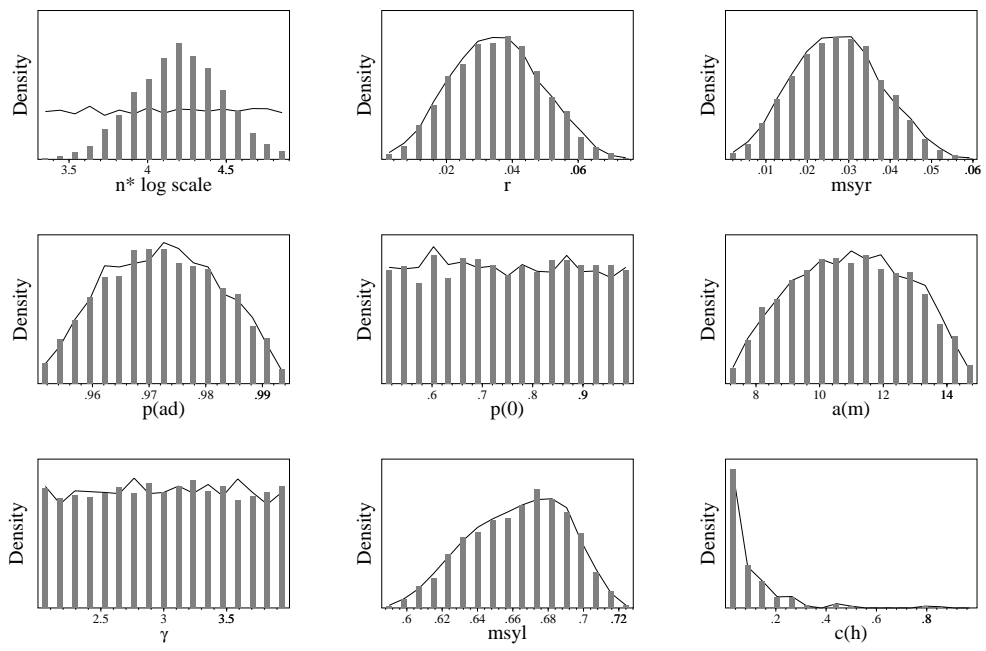 Density
3.5 4 4.5
n* log scale
Density
.02 .04 .06
r
Density
.01 .02 .03 .04 .05 .06
msyr
Density
.96 .97 .98 .99
p(ad)
Density
.6 .7 .8 .9
p(0)
Density
8 10 12 14
a(m)
Density
2.5 3 3.5
γ
Density
.6 .62 .64 .66 .68 .7 .72
msyl
Density
.2 .4 .6 .8
c(h)